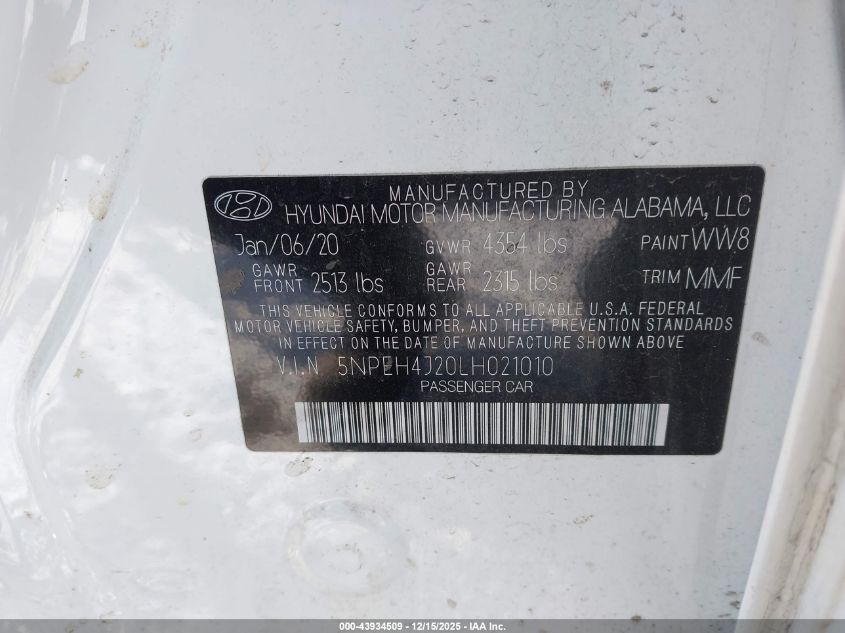 MANUFACTURED BY
HYUNDAI MOTOR MANUFACTURING ALABAMA, LLC
Jan/06/20 GVWR 4354 lbs PAINT WW8
GAWR FRONT 2513 lbs GAWR REAR 2315 lbs TRIM MMF
THIS VEHICLE CONFORMS TO ALL APPLICABLE U.S.A. FEDERAL
MOTOR VEHICLE SAFETY, BUMPER, AND THEFT PREVENTION STANDARDS
IN EFFECT ON THE DATE OF MANUFACTURE SHOWN ABOVE
V.I.N 5NPEH4J20LH021010
PASSENGER CAR
000-43934509 - 12/15/2025 - IAA Inc.